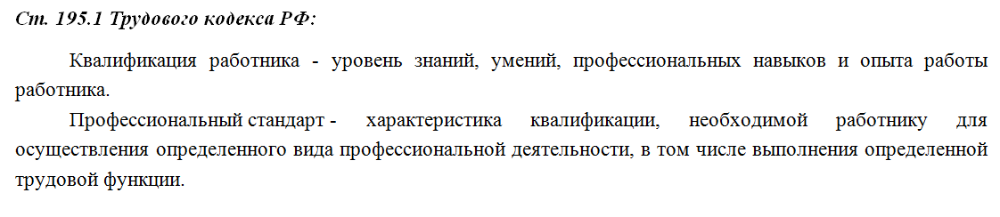 Ст. 195.1 Трудового кодекса РФ:
Квалификация работника - уровень знаний, умений, профессиональных навыков и опыта работы
работника.
Профессиональный стандарт - характеристика квалификации, необходимой работнику для
осуществления определенного вида профессиональной деятельности, в том числе выполнения определенной
трудовой функции.